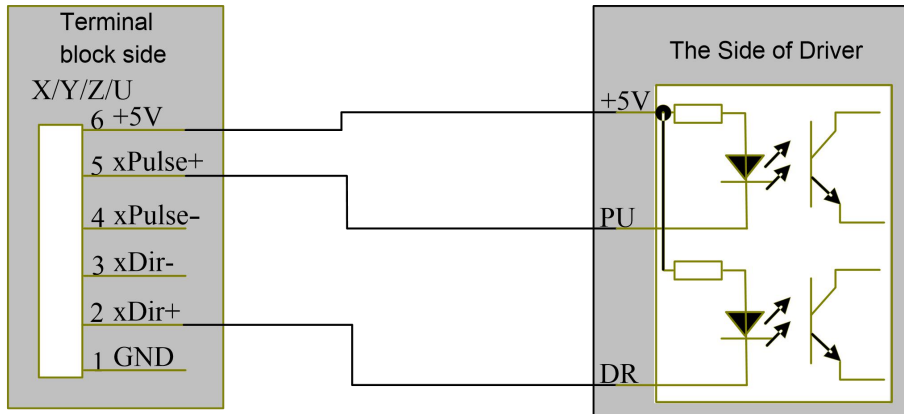 Terminal
block side
X/Y/Z/U
6 +5V
5 xPulse+
4 xPulse-
3 xDir-
2 xDir+
1 GND
The Side of Driver
+5V
PU
DR